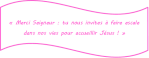 « Merci Seigneur : tu nous invites à faire escale
dans nos vies pour accueillir Jésus ! »